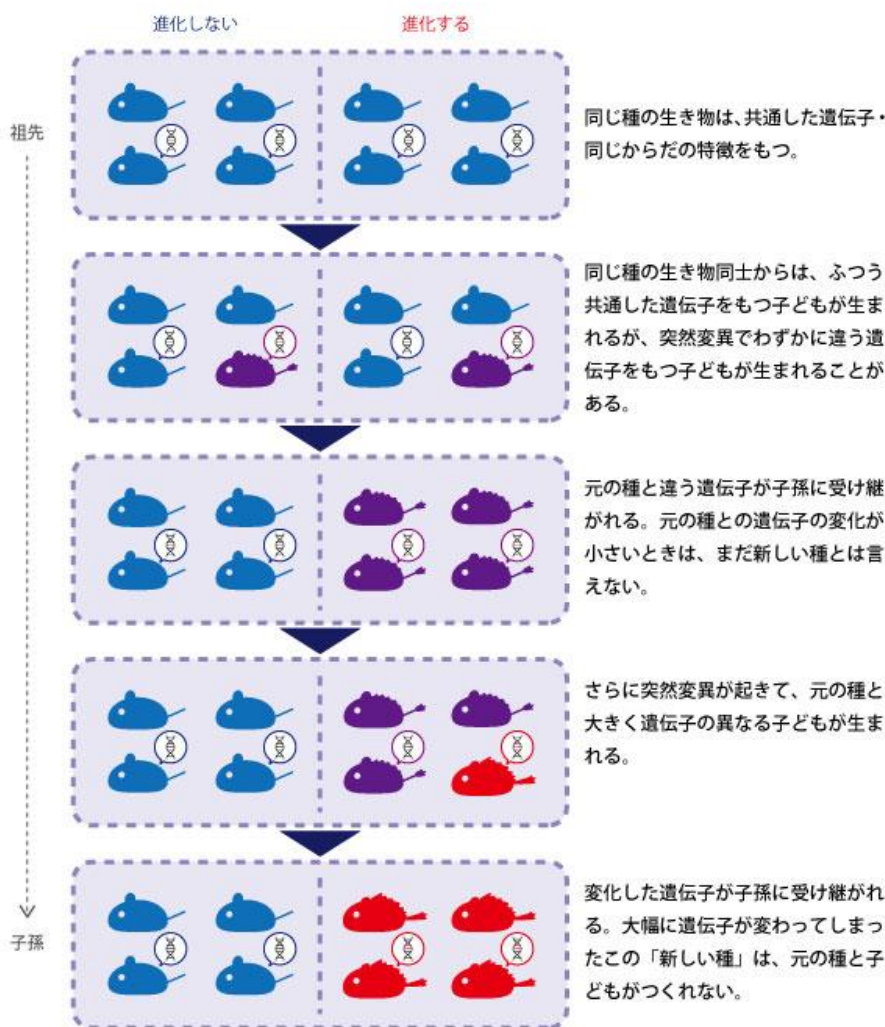 進化しない
進化する
祖先
同じ種の生き物は、共通した遺伝子・
同じからだの特徴をもつ。
同じ種の生き物同士からは、ふつう
共通した遺伝子をもつ子どもが生ま
れるが、突然変異でわずかに違う遺
伝子をもつ子どもが生まれることが
ある。
元の種と違う遺伝子が子孫に受け継
がれる。元の種との遺伝子の変化が
小さいときは、まだ新しい種とは言
えない。
さらに突然変異が起きて、元の種と
大きく遺伝子の異なる子どもが生ま
れる。
変化した遺伝子が子孫に受け継がれ
る。大幅に遺伝子が変わってしまっ
たこの「新しい種」は、元の種と子
どもがつくれない。
子孫